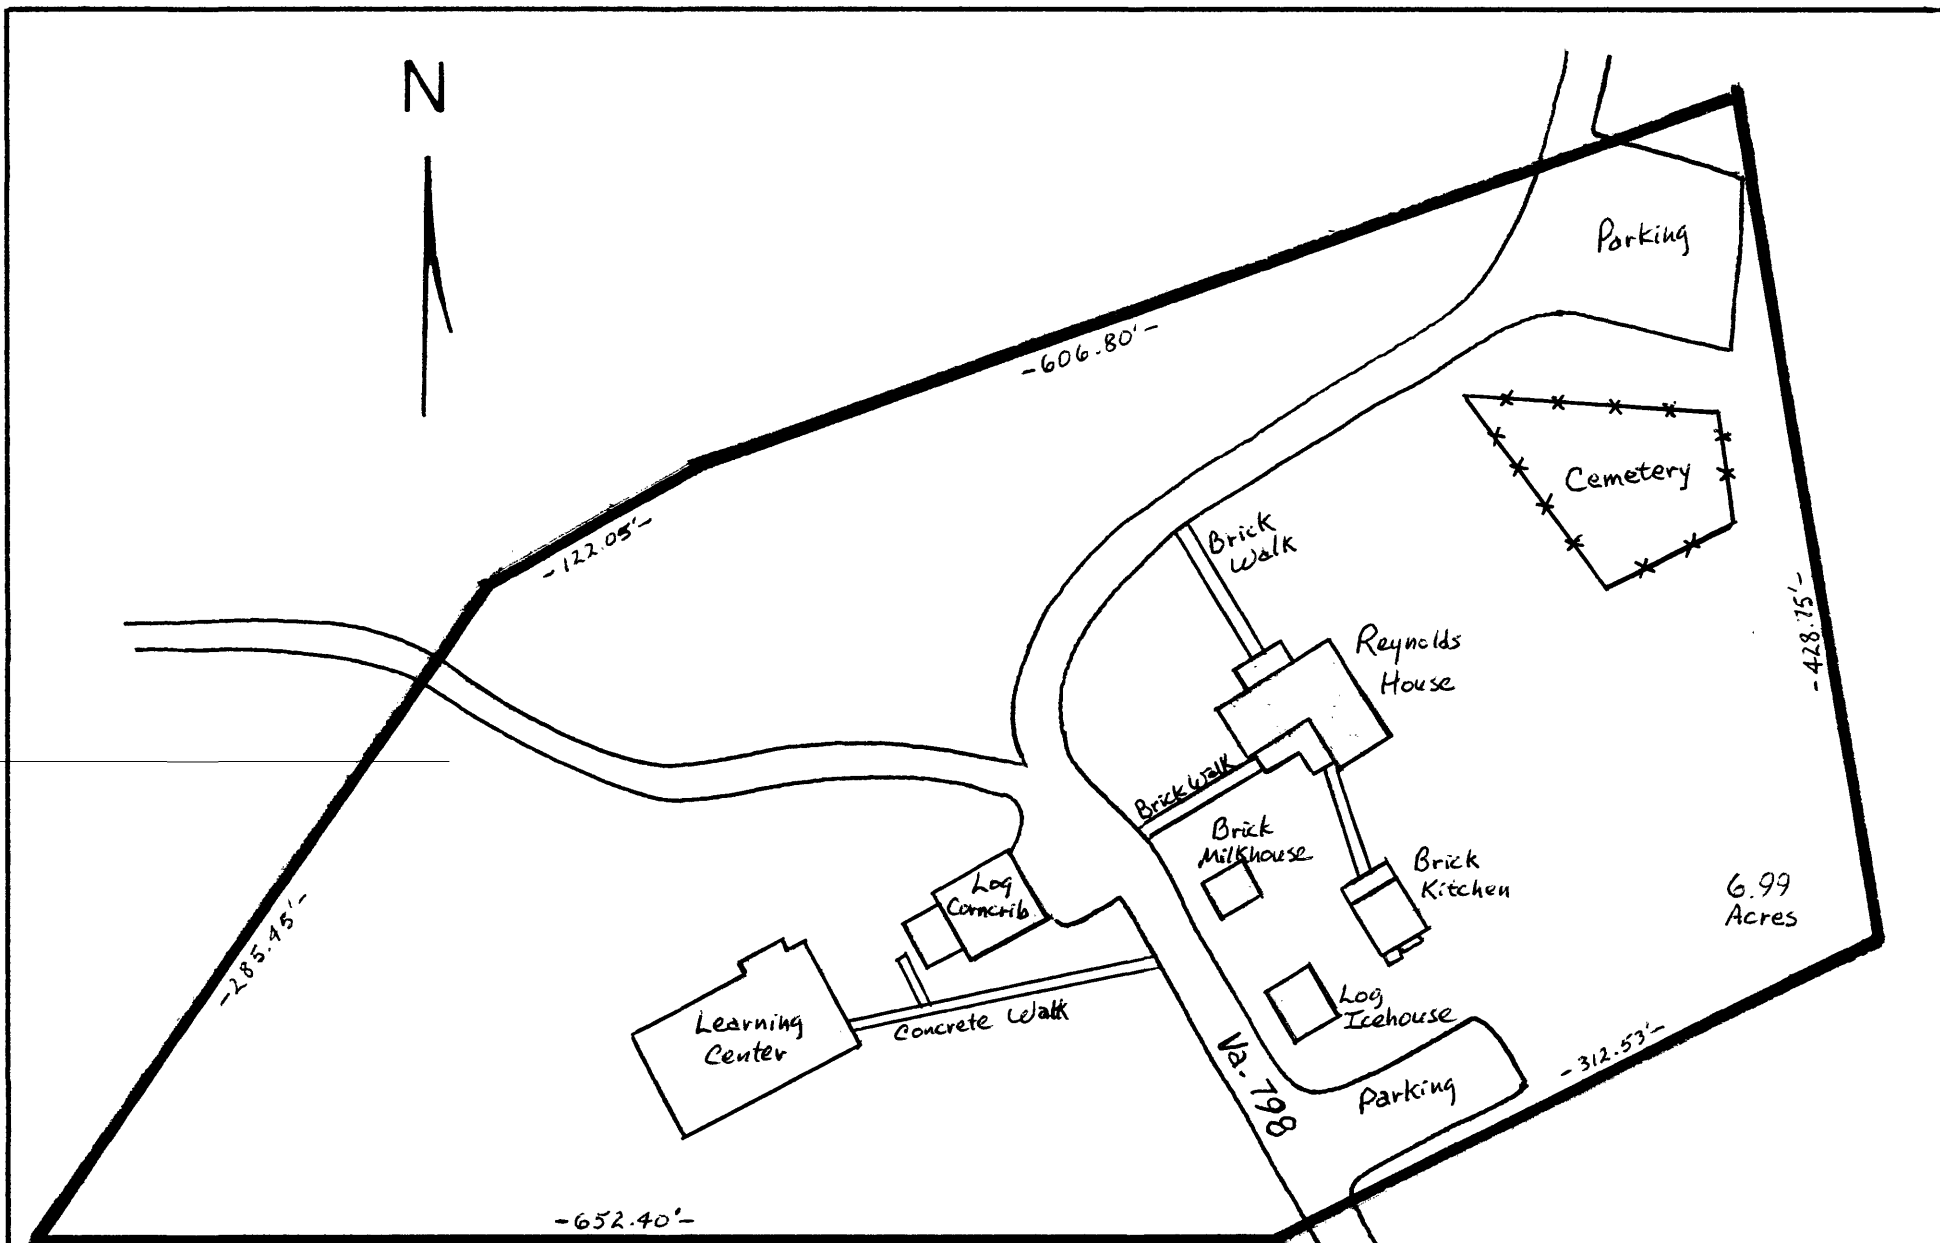 N
Parking
-606.80'-
Cemetery
Brick
Walk
-122.05'-
-428.75'-
Reynolds
House
Brick Walk
Brick
Milkhouse
Brick
Kitchen
Log
Corncrib
6.99
Acres
-285.45'-
Learning
Center
Concrete Walk
Log
Icehouse
Va. 798
Parking
-312.53'-
-652.40'-